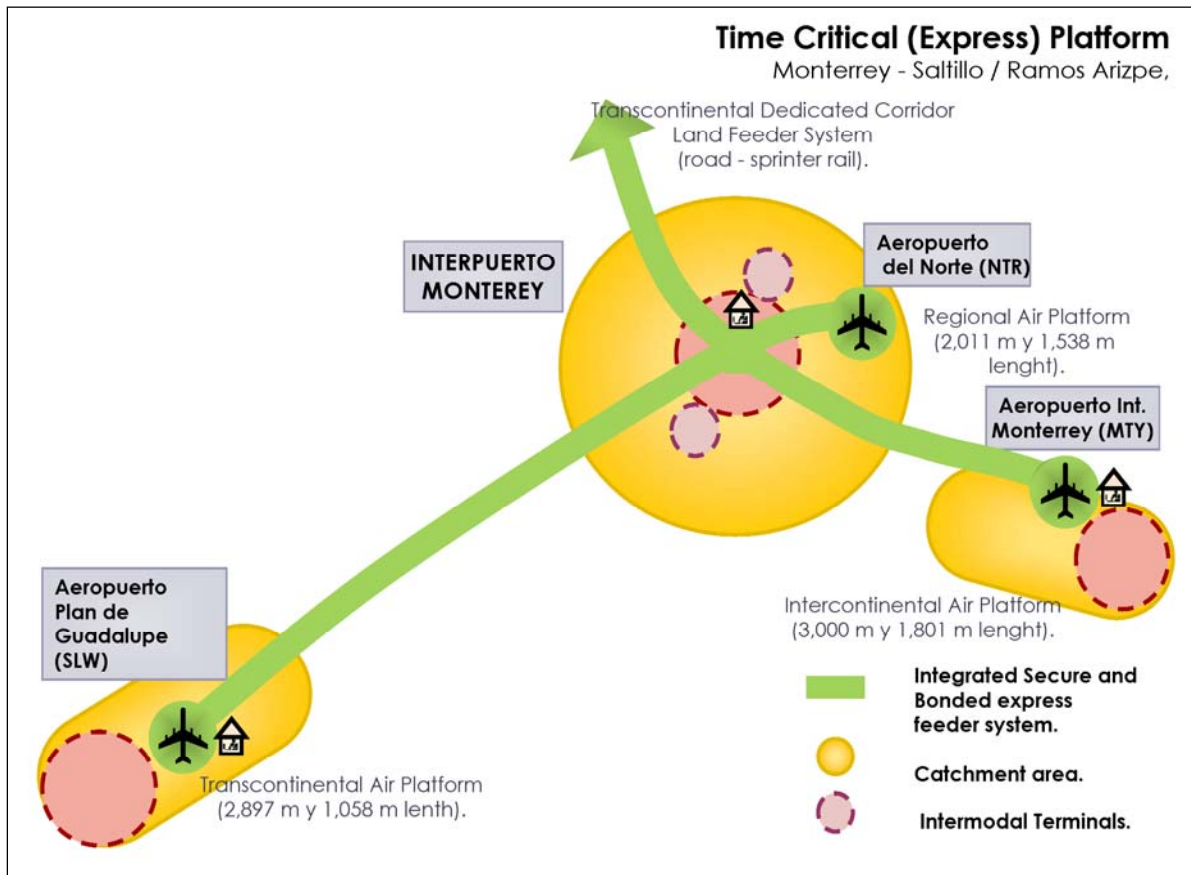 Time Critical (Express) Platform
Monterrey - Saltillo / Ramos Arizpe,
Transcontinental Dedicated Corridor
Land Feeder System
(road - sprinter rail).
INTERPUERTO
MONTEREY
Aeropuerto
del Norte (NTR)
Regional Air Platform
(2,011 m y 1,538 m
lenght).
Aeropuerto Int.
Monterrey (MTY)
Intercontinental Air Platform
(3,000 m y 1,801 m lenght).
Aeropuerto
Plan de
Guadalupe
(SLW)
Transcontinental Air Platform
(2,897 m y 1,058 m lenth).
Integrated Secure and
Bonded express
feeder system.
Catchment area.
Intermodal Terminals.